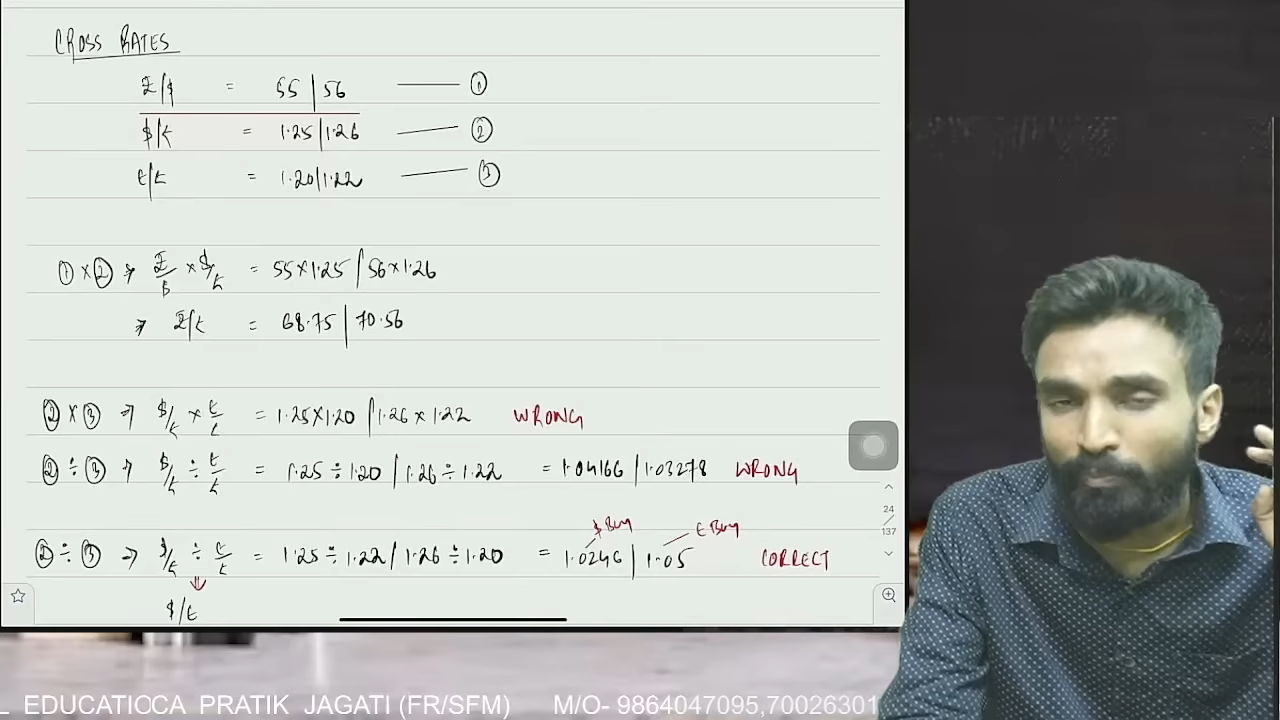 CROSS RATES
₹/$ = 55 | 56 —— ①
$/£ = 1.25 | 1.26 —— ②
€/£ = 1.20 | 1.22 —— ③
① × ② ⇒ ₹/$ × $/£ = 55×1.25 | 56×1.26
⇒ ₹/£ = 68.75 | 70.56
② × ③ ⇒ $/£ × €/£ = 1.25×1.20 | 1.26 × 1.22 WRONG
② ÷ ③ ⇒ $/£ ÷ €/£ = 1.25 ÷ 1.20 / 1.26 ÷ 1.22 = 1.04166 | 1.03278 WRONG
$ Buy € Buy
② ÷ ③ ⇒ $/£ ÷ €/£ = 1.25 ÷ 1.22 / 1.26 ÷ 1.20 = 1.0246 | 1.05 CORRECT
$/€
24
/
137
L EDUCATIOCA PRATIK JAGATI (FR/SFM) M/O- 9864047095,70026301